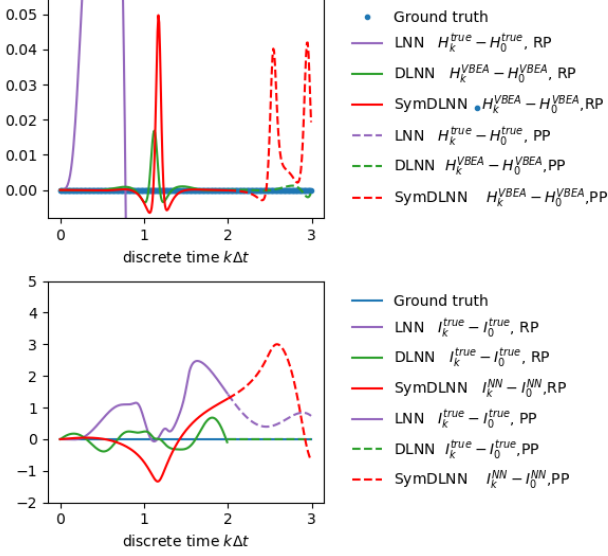 0.05
0.04
0.03
0.02
0.01
0.00
0 1 2 3
discrete time kΔt
Ground truth
LNN H_k^{true} − H_0^{true}, RP
DLNN H_k^{VBEA} − H_0^{VBEA}, RP
SymDLNN H_k^{VBEA} − H_0^{VBEA},RP
LNN H_k^{true} − H_0^{true}, PP
DLNN H_k^{VBEA} − H_0^{VBEA},PP
SymDLNN H_k^{VBEA} − H_0^{VBEA},PP
5
4
3
2
1
0
−1
−2
0 1 2 3
discrete time kΔt
Ground truth
LNN I_k^{true} − I_0^{true}, RP
DLNN I_k^{true} − I_0^{true}, RP
SymDLNN I_k^{NN} − I_0^{NN},RP
LNN I_k^{true} − I_0^{true}, PP
DLNN I_k^{true} − I_0^{true},PP
SymDLNN I_k^{NN} − I_0^{NN},PP